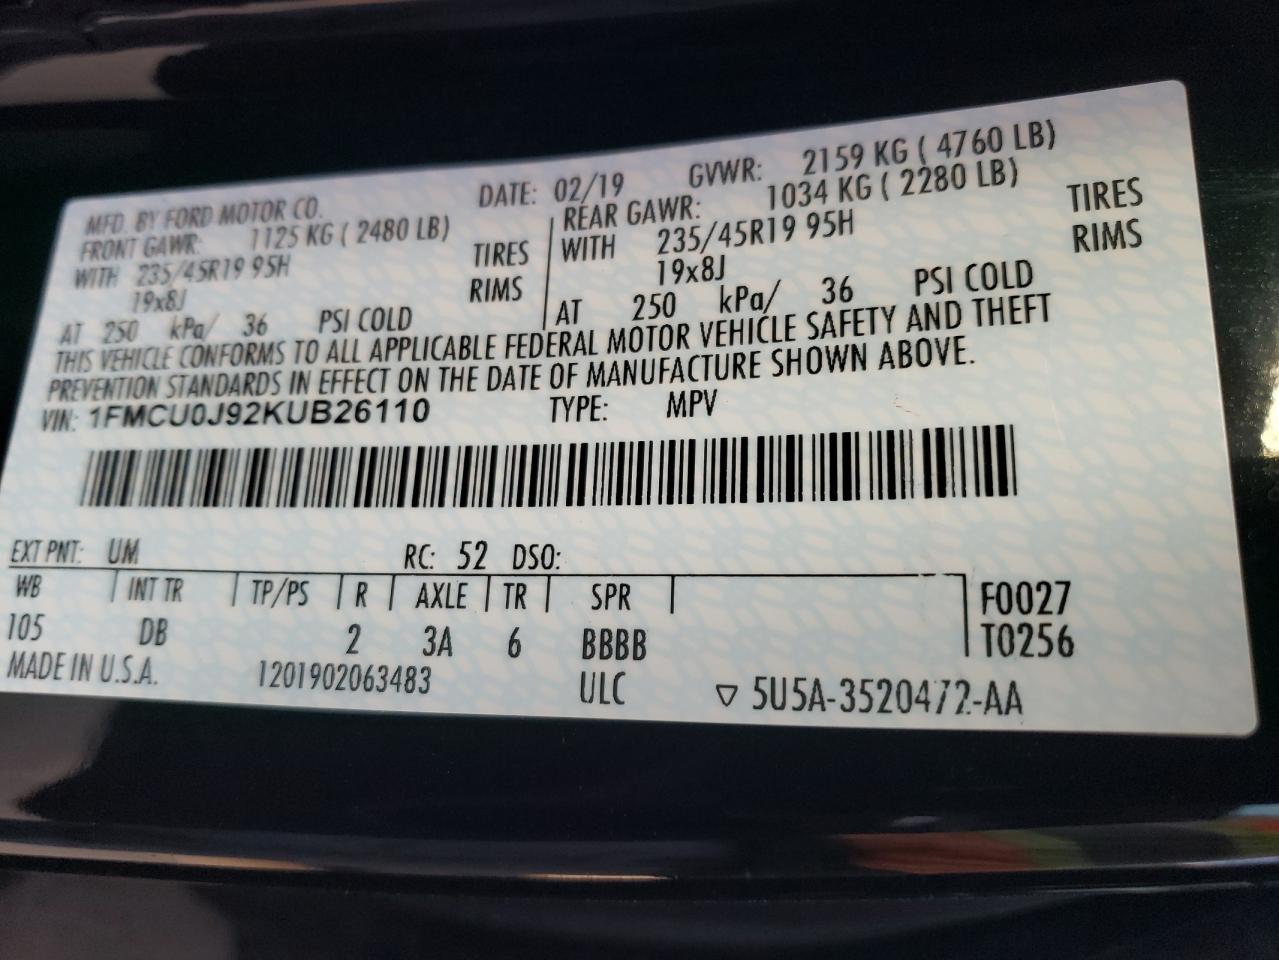 MFD. BY FORD MOTOR CO. DATE: 02/19 GVWR: 2159 KG ( 4760 LB)
FRONT GAWR: 1125 KG ( 2480 LB) REAR GAWR: 1034 KG ( 2280 LB)
WITH 235/45R19 95H TIRES WITH 235/45R19 95H TIRES
19x8J RIMS 19x8J RIMS
AT 250 kPa/ 36 PSI COLD AT 250 kPa/ 36 PSI COLD
THIS VEHICLE CONFORMS TO ALL APPLICABLE FEDERAL MOTOR VEHICLE SAFETY AND THEFT
PREVENTION STANDARDS IN EFFECT ON THE DATE OF MANUFACTURE SHOWN ABOVE.
VIN: 1FMCU0J92KUB26110 TYPE: MPV
EXT PNT: UM RC: 52 DSO:
WB INT TR TP/PS R AXLE TR SPR F0027
105 DB 2 3A 6 BBBB T0256
MADE IN U.S.A. 1201902063483 ULC ▽ 5U5A-3520472-AA